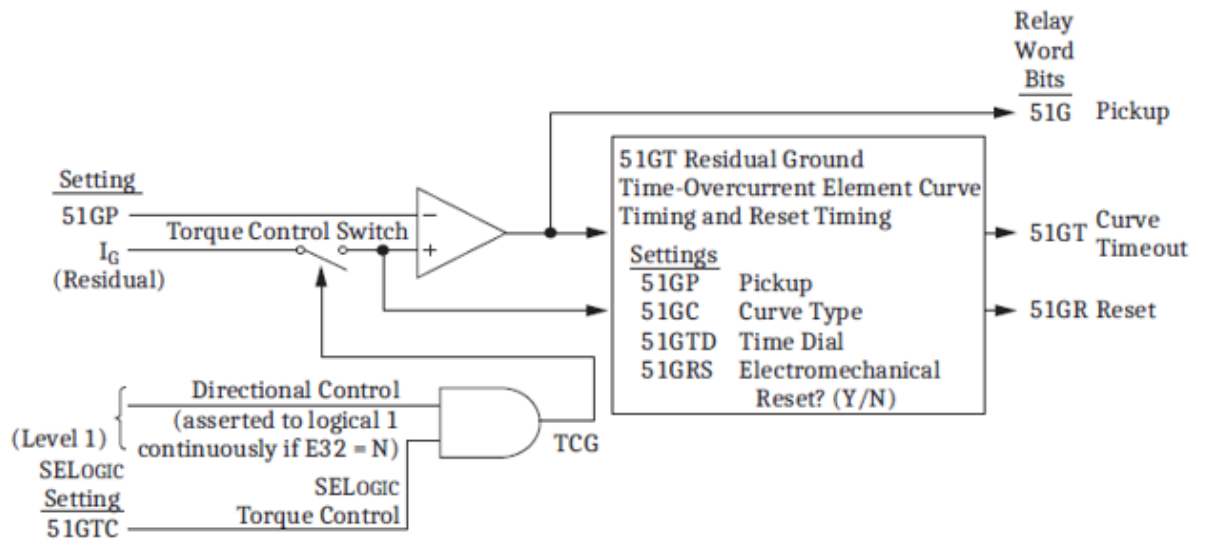 Relay
Word
Bits
51G Pickup
51GT Residual Ground
Time-Overcurrent Element Curve
Timing and Reset Timing
Settings
51GP Pickup
51GC Curve Type
51GTD Time Dial
51GRS Electromechanical
Reset? (Y/N)
51GT Curve
Timeout
51GR Reset
Setting
51GP
Torque Control Switch
IG
(Residual)
−
+
Directional Control
(asserted to logical 1
continuously if E32 = N)
(Level 1)
TCG
SELOGIC
Setting
51GTC
SELOGIC
Torque Control